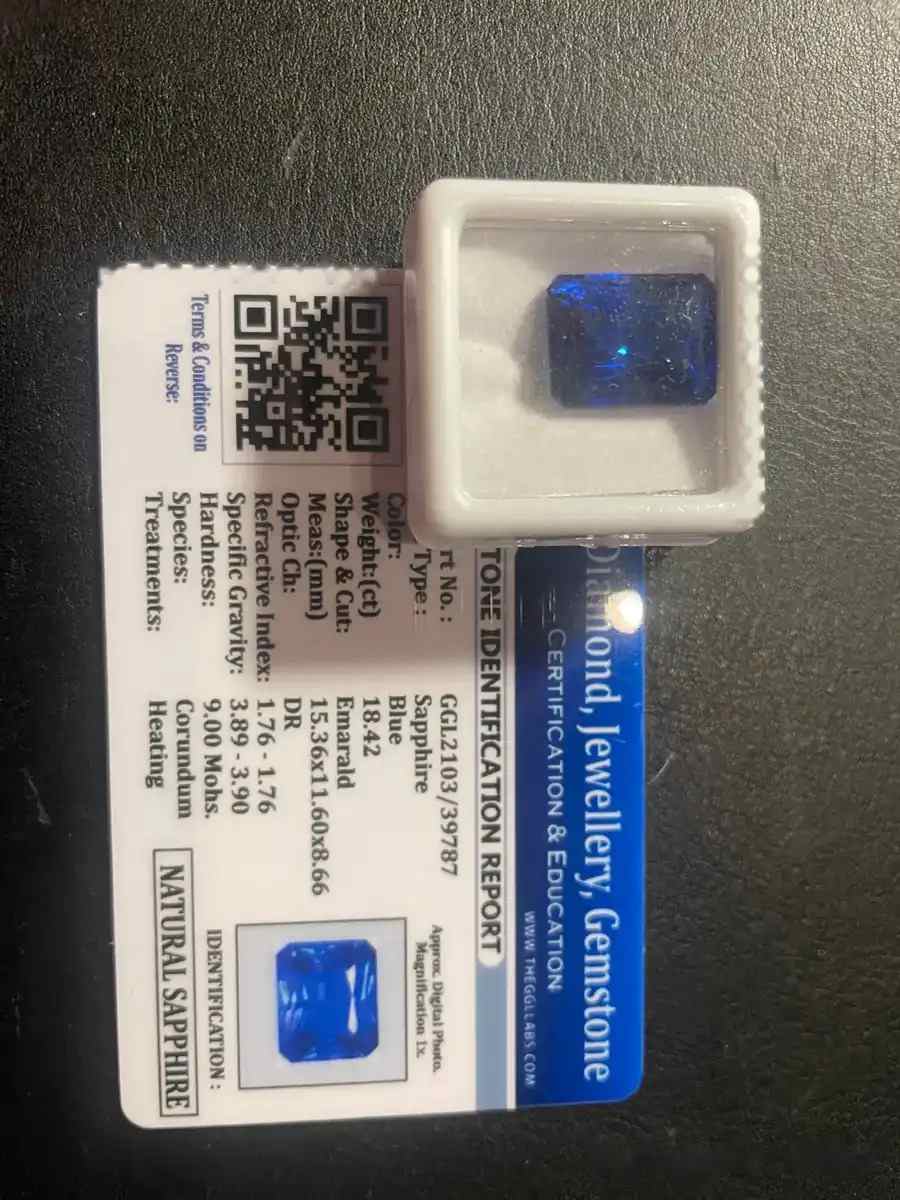 Diamond, Jewellery, Gemstone
CERTIFICATION & EDUCATION
WWW.THEGGLLABS.COM
TONE IDENTIFICATION REPORT
rt No. : GGL2103/39787
Type : Sapphire
Color: Blue
Weight:(ct) 18.42
Shape & Cut: Emarald
Meas:(mm) 15.36x11.60x8.66
Optic Ch: DR
Refractive Index: 1.76 - 1.76
Specific Gravity: 3.89 - 3.90
Hardness: 9.00 Mohs.
Species: Corundum
Treatments: Heating
Approx. Digital Photo.
Magnification 1x.
IDENTIFICATION :
NATURAL SAPPHIRE
Terms & Conditions on
Reverse: